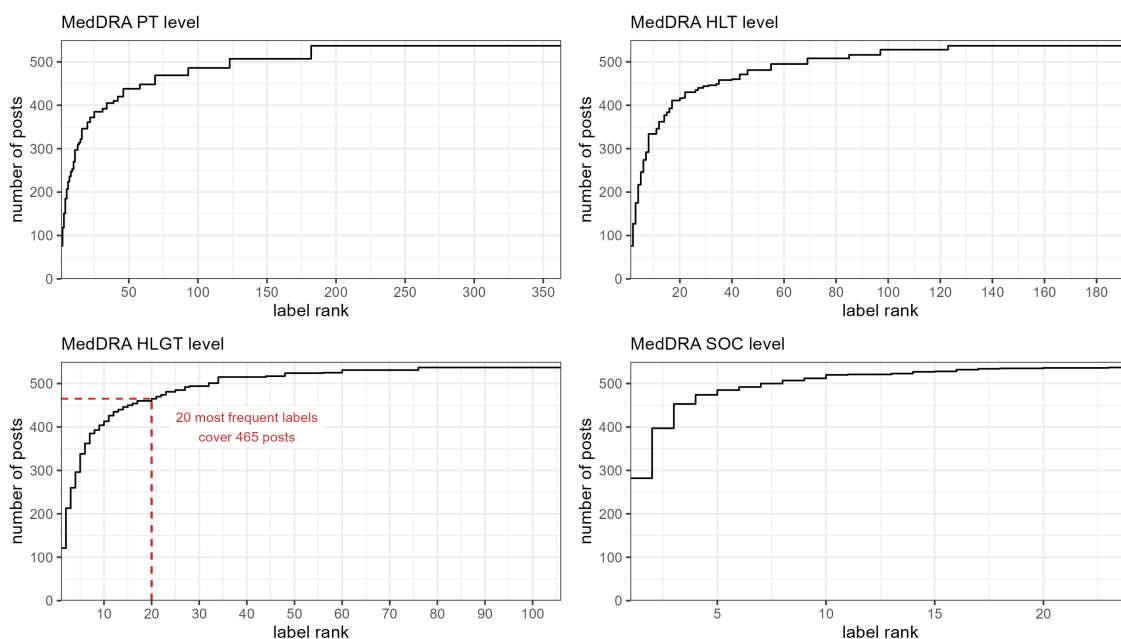 MedDRA PT level
number of posts
500
400
300
200
100
0
50 100 150 200 250 300 350
label rank
MedDRA HLT level
number of posts
500
400
300
200
100
0
20 40 60 80 100 120 140 160 180
label rank
MedDRA HLGT level
number of posts
500
400
300
200
100
0
20 most frequent labels
cover 465 posts
10 20 30 40 50 60 70 80 90 100
label rank
MedDRA SOC level
number of posts
500
400
300
200
100
0
5 10 15 20
label rank